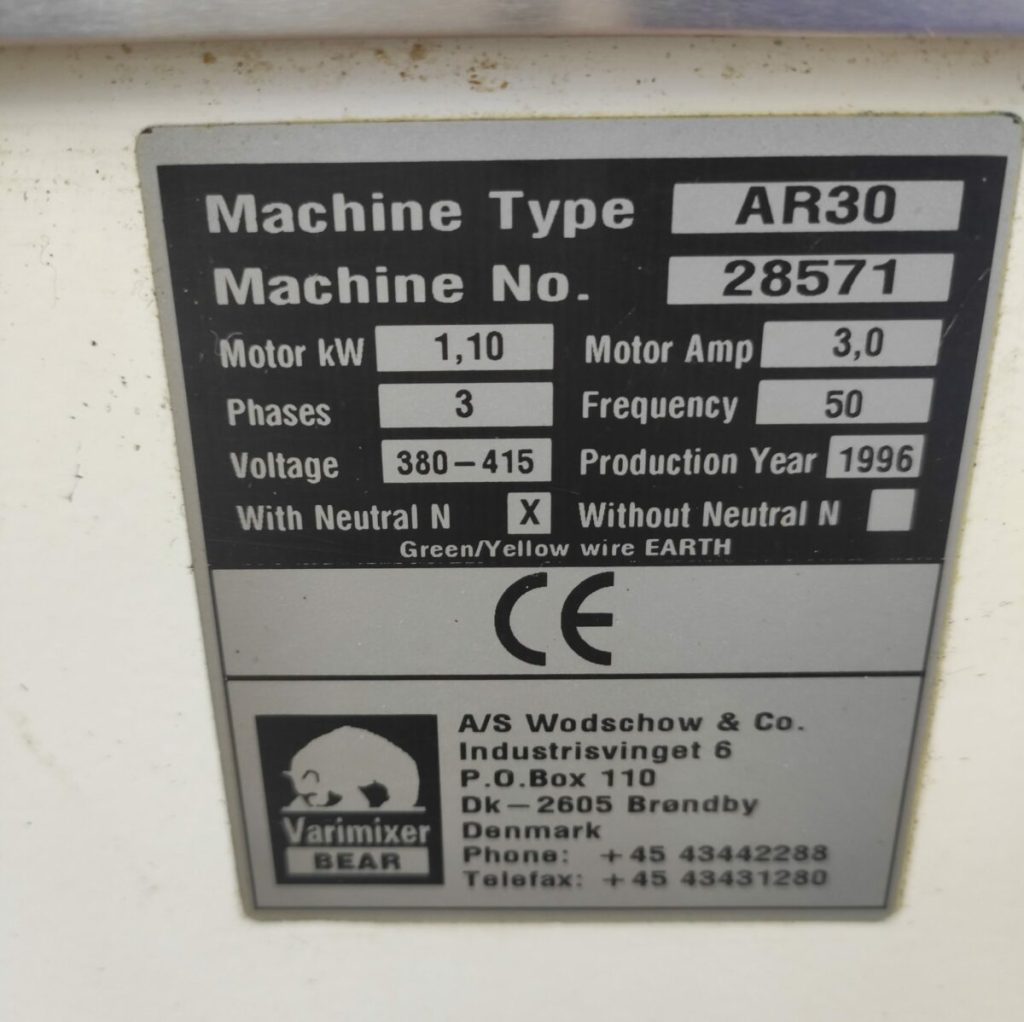 Machine Type AR30
Machine No. 28571
Motor kW 1,10 Motor Amp 3,0
Phases 3 Frequency 50
Voltage 380-415 Production Year 1996
With Neutral N X Without Neutral N
Green/Yellow wire EARTH
CE
Varimixer
BEAR
A/S Wodschow & Co.
Industrisvinget 6
P.O.Box 110
Dk-2605 Brøndby
Denmark
Phone: +45 43442288
Telefax: +45 43431280